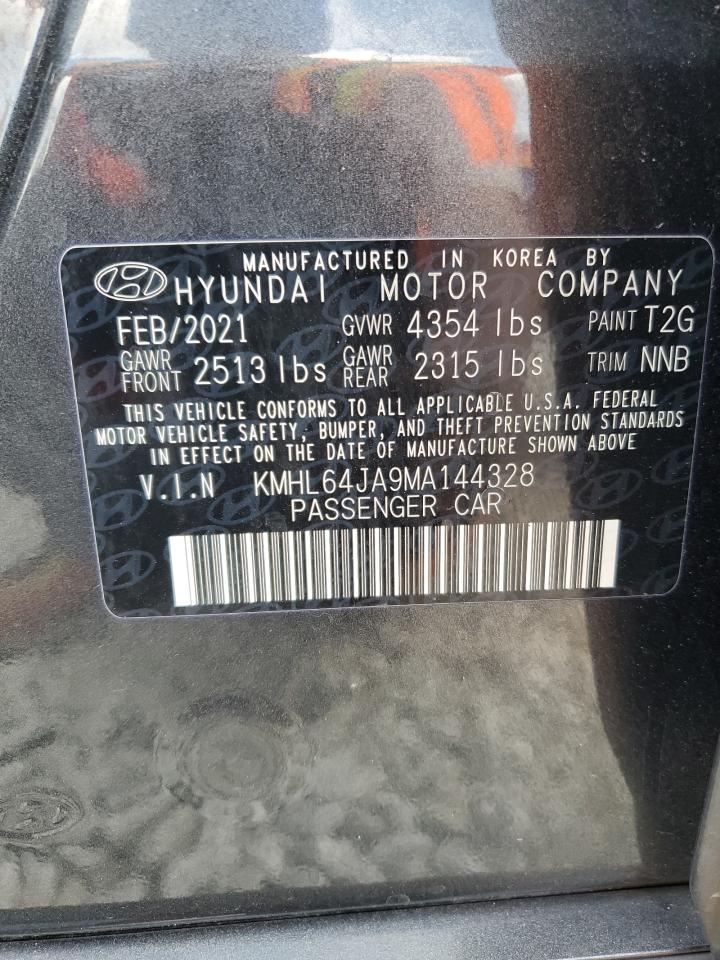 MANUFACTURED IN KOREA BY
HYUNDAI MOTOR COMPANY
FEB/2021 GVWR 4354 lbs PAINT T2G
GAWR FRONT 2513 lbs GAWR REAR 2315 lbs TRIM NNB
THIS VEHICLE CONFORMS TO ALL APPLICABLE U.S.A. FEDERAL
MOTOR VEHICLE SAFETY, BUMPER, AND THEFT PREVENTION STANDARDS
IN EFFECT ON THE DATE OF MANUFACTURE SHOWN ABOVE
V.I.N KMHL64JA9MA144328
PASSENGER CAR